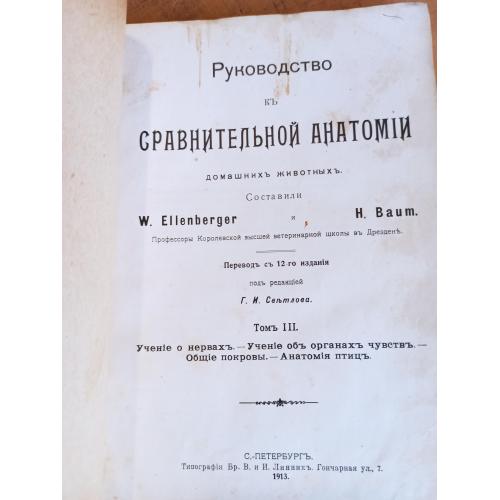 Руководство
къ
СРАВНИТЕЛЬНОЙ АНАТОМІИ
ДОМАШНИХЪ ЖИВОТНЫХЪ.
Составили
W. Ellenberger и H. Baum.
Профессоры Королевской высшей ветеринарной школы въ Дрезденѣ.
Переводъ съ 12-го изданія
подъ редакціей
Г. И. Свѣтлова.
Томъ III.
Ученіе о нервахъ.—Ученіе объ органахъ чувствъ.—
Общіе покровы.—Анатомія птицъ.
С.-ПЕТЕРБУРГЪ.
Типографія Бр. В. и И. Линникъ. Гончарная ул., 7.
1913.